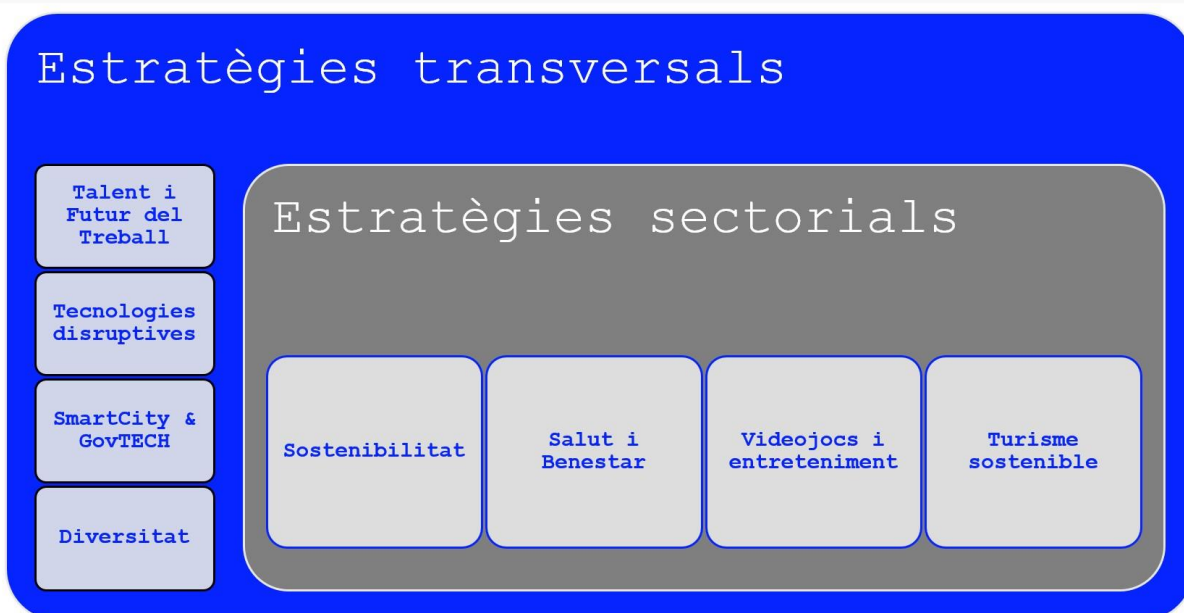 Estratègies transversals
Talent i
Futur del
Treball
Tecnologies
disruptives
SmartCity &
GovTECH
Diversitat
Estratègies sectorials
Sostenibilitat
Salut i
Benestar
Videojocs i
entreteniment
Turisme
sostenible